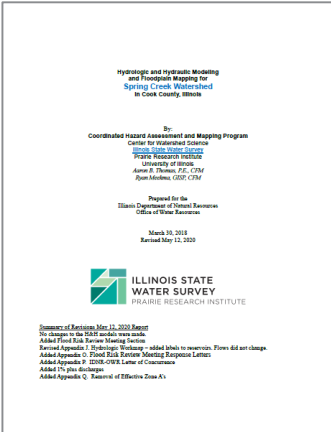 Hydrologic and Hydraulic Modeling
and Floodplain Mapping for
Spring Creek Watershed
in Cook County, Illinois
By:
Coordinated Hazard Assessment and Mapping Program
Center for Watershed Science
Illinois State Water Survey
Prairie Research Institute
University of Illinois
Aaron B. Thomas, P.E., CFM
Ryan Meekma, GISP, CFM
Prepared for the
Illinois Department of Natural Resources
Office of Water Resources
March 30, 2018
Revised May 12, 2020
ILLINOIS STATE
WATER SURVEY
PRAIRIE RESEARCH INSTITUTE
Summary of Revisions May 12, 2020 Report
No changes to the H&H models were made.
Added Flood Risk Review Meeting Section
Revised Appendix J. Hydrologic Workmap – added labels to reservoirs. Flows did not change.
Added Appendix O. Flood Risk Review Meeting Response Letters
Added Appendix P. IDNR-OWR Letter of Concurrence
Added 1% plus discharges
Added Appendix Q. Removal of Effective Zone A's